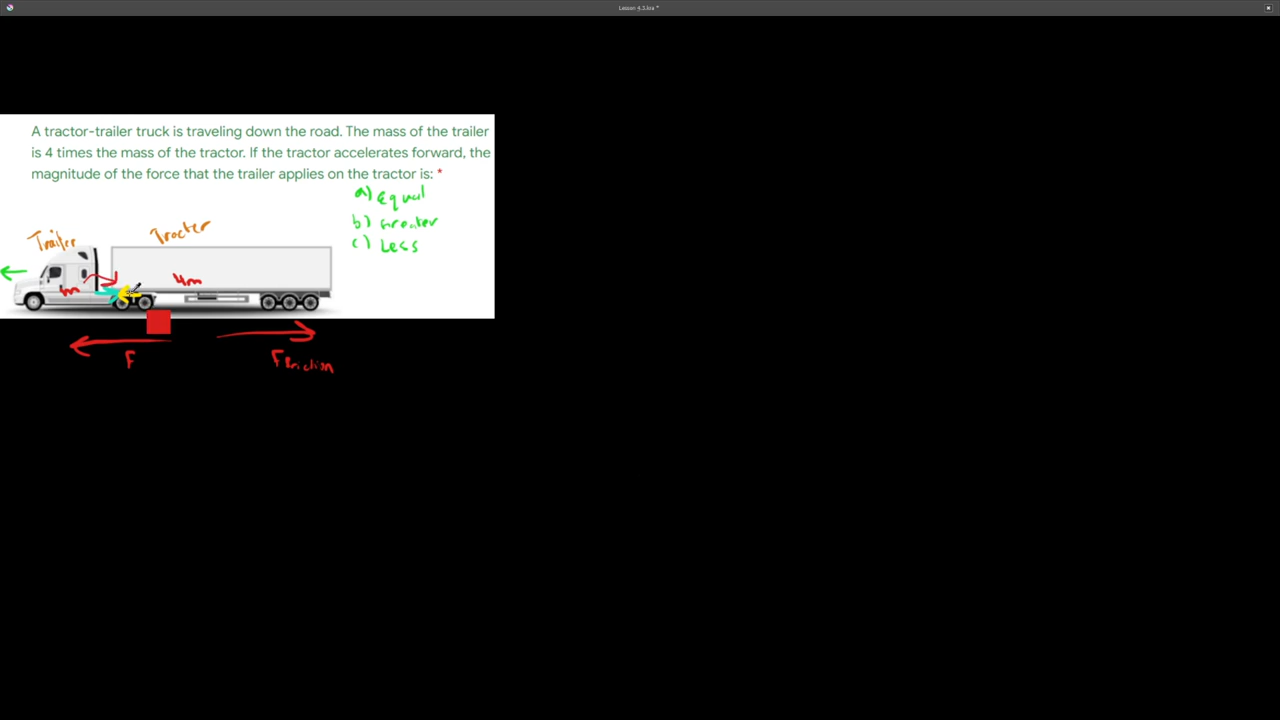 Lesson 4.3.kra *
A tractor-trailer truck is traveling down the road. The mass of the trailer
is 4 times the mass of the tractor. If the tractor accelerates forward, the
magnitude of the force that the trailer applies on the tractor is: *
a) Equal
b) Greater
c) Less
Trailer
Tracter
m
4m
F
F friction